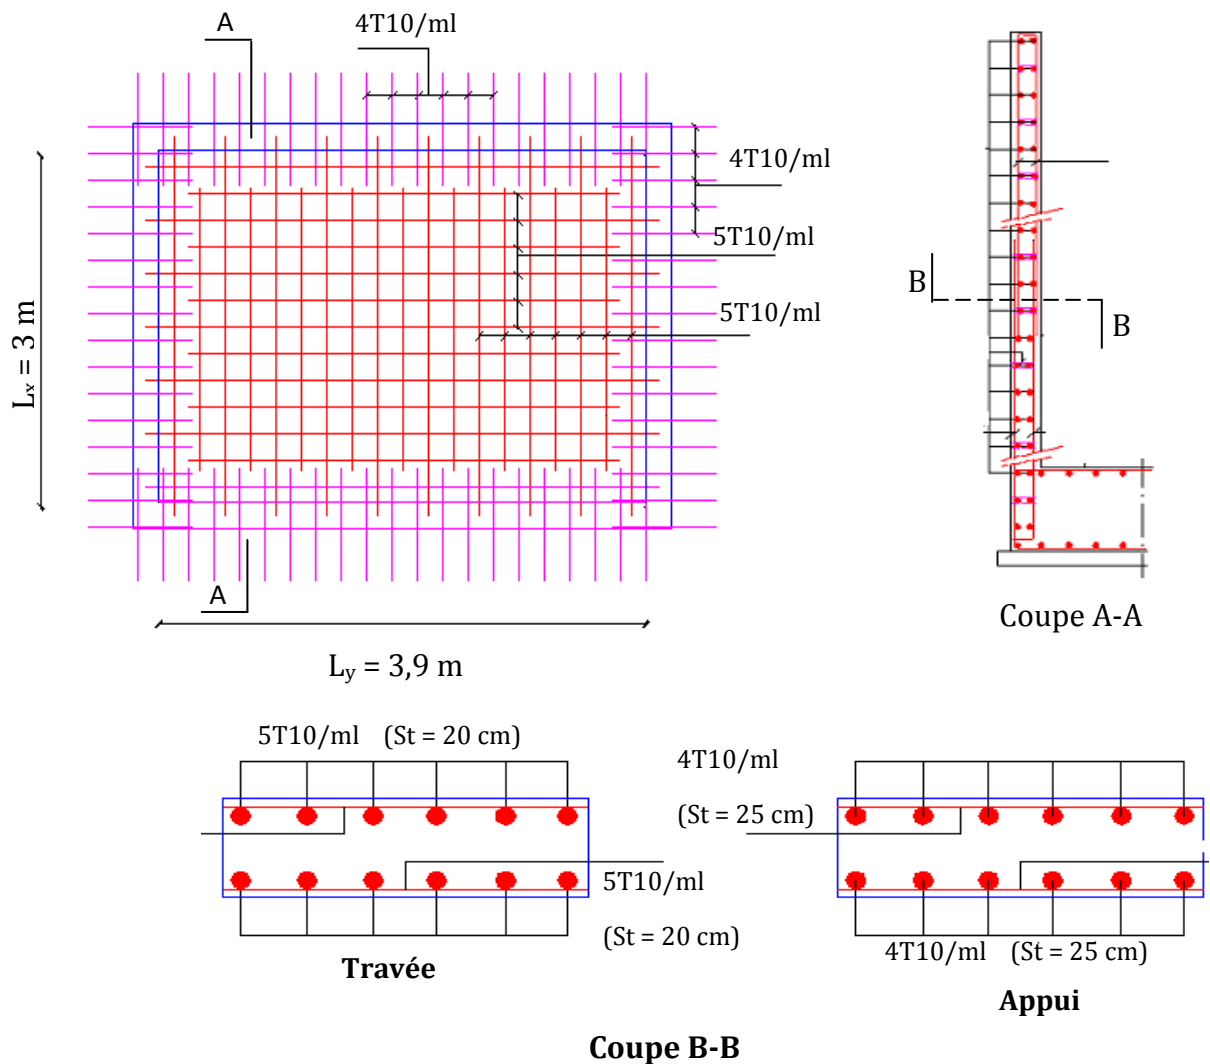 A
4T10/ml
4T10/ml
5T10/ml
5T10/ml
Lx = 3 m
A
Ly = 3,9 m
B
B
Coupe A-A
5T10/ml (St = 20 cm)
4T10/ml
(St = 25 cm)
5T10/ml
(St = 20 cm)
Travée
4T10/ml (St = 25 cm)
Appui
Coupe B-B